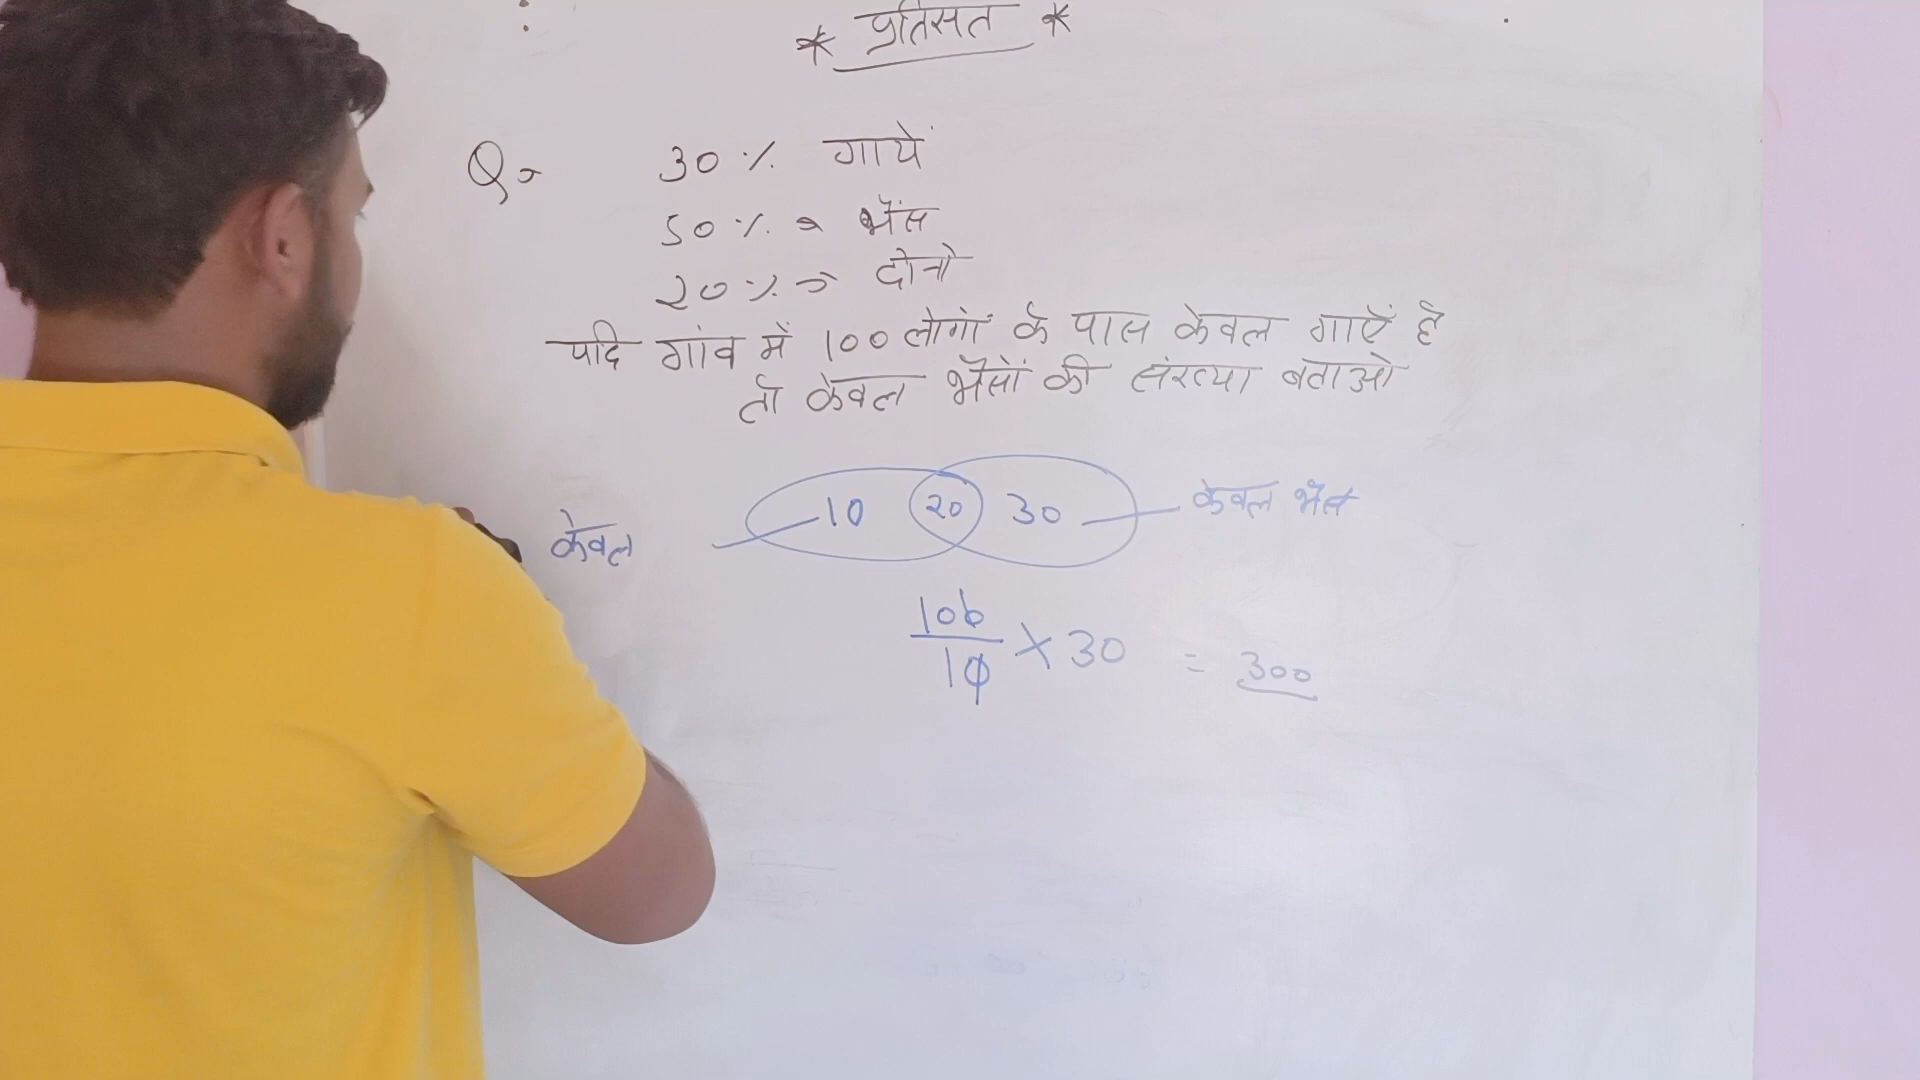 * प्रतिसत *
Q→ 30 % गायें
50 % → भैंस
20 % → दोनो
यदि गांव में 100 लोगों के पास केवल गाएँ है
तो केवल भैंसों की संख्या बताओ
10 20 30 केवल भैंस
केवल
100/10 × 30 = 300